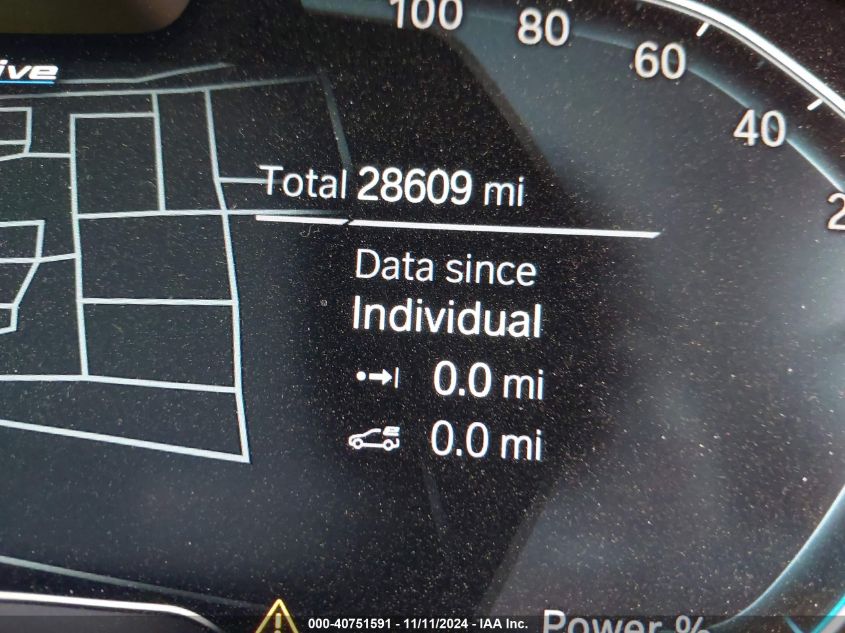 100
80
60
40
ive
Total 28609 mi
Data since
Individual
0.0 mi
0.0 mi
Power %
000-40751591 - 11/11/2024 - IAA Inc.